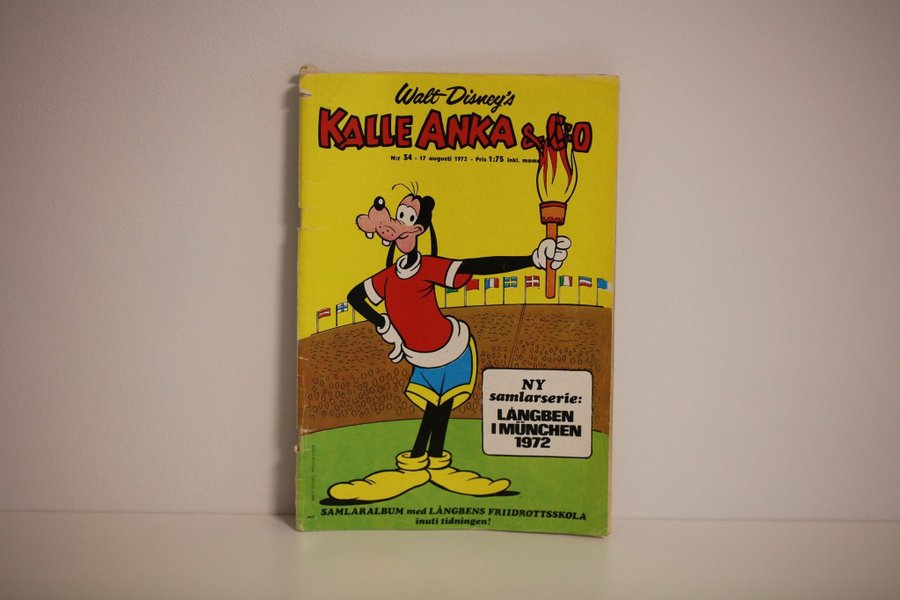 Walt Disney's
KALLE ANKA & C:O
N:r 34 - 17 augusti 1972 - Pris 1:75 inkl. moms
NY
samlarserie:
LÅNGBEN
I MÜNCHEN
1972
SAMLARALBUM med LÅNGBENS FRIIDROTTSSKOLA
inuti tidningen!